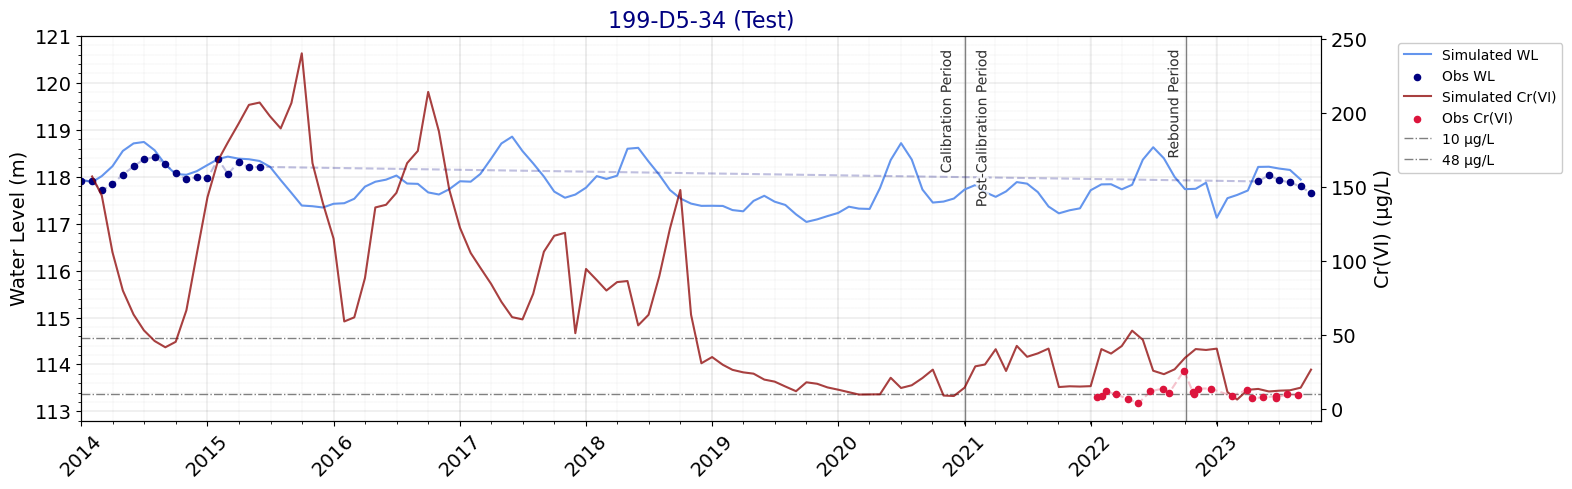 199-D5-34 (Test)
121
120
119
118
117
116
115
114
113
Water Level (m)
250
200
150
100
50
0
Cr(VI) (µg/L)
Calibration Period
Post-Calibration Period
Rebound Period
2014
2015
2016
2017
2018
2019
2020
2021
2022
2023
Simulated WL
Obs WL
Simulated Cr(VI)
Obs Cr(VI)
10 µg/L
48 µg/L